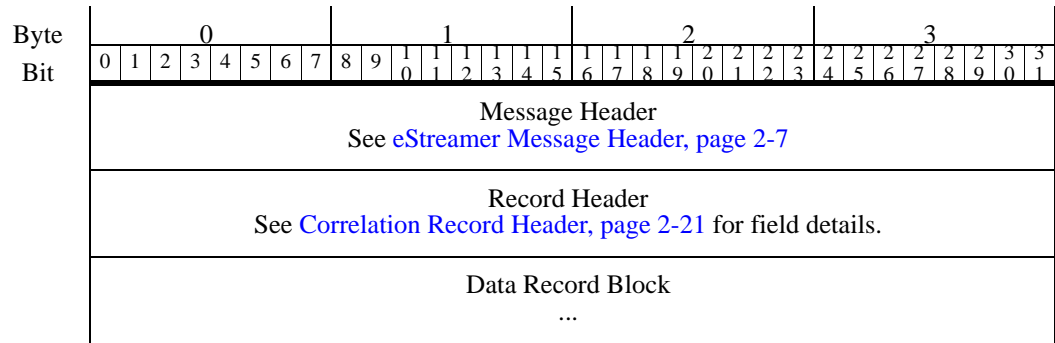 Byte 0 1 2 3
Bit 0 1 2 3 4 5 6 7 8 9 10 11 12 13 14 15 16 17 18 19 20 21 22 23 24 25 26 27 28 29 30 31
Message Header
See eStreamer Message Header, page 2-7
Record Header
See Correlation Record Header, page 2-21 for field details.
Data Record Block
...